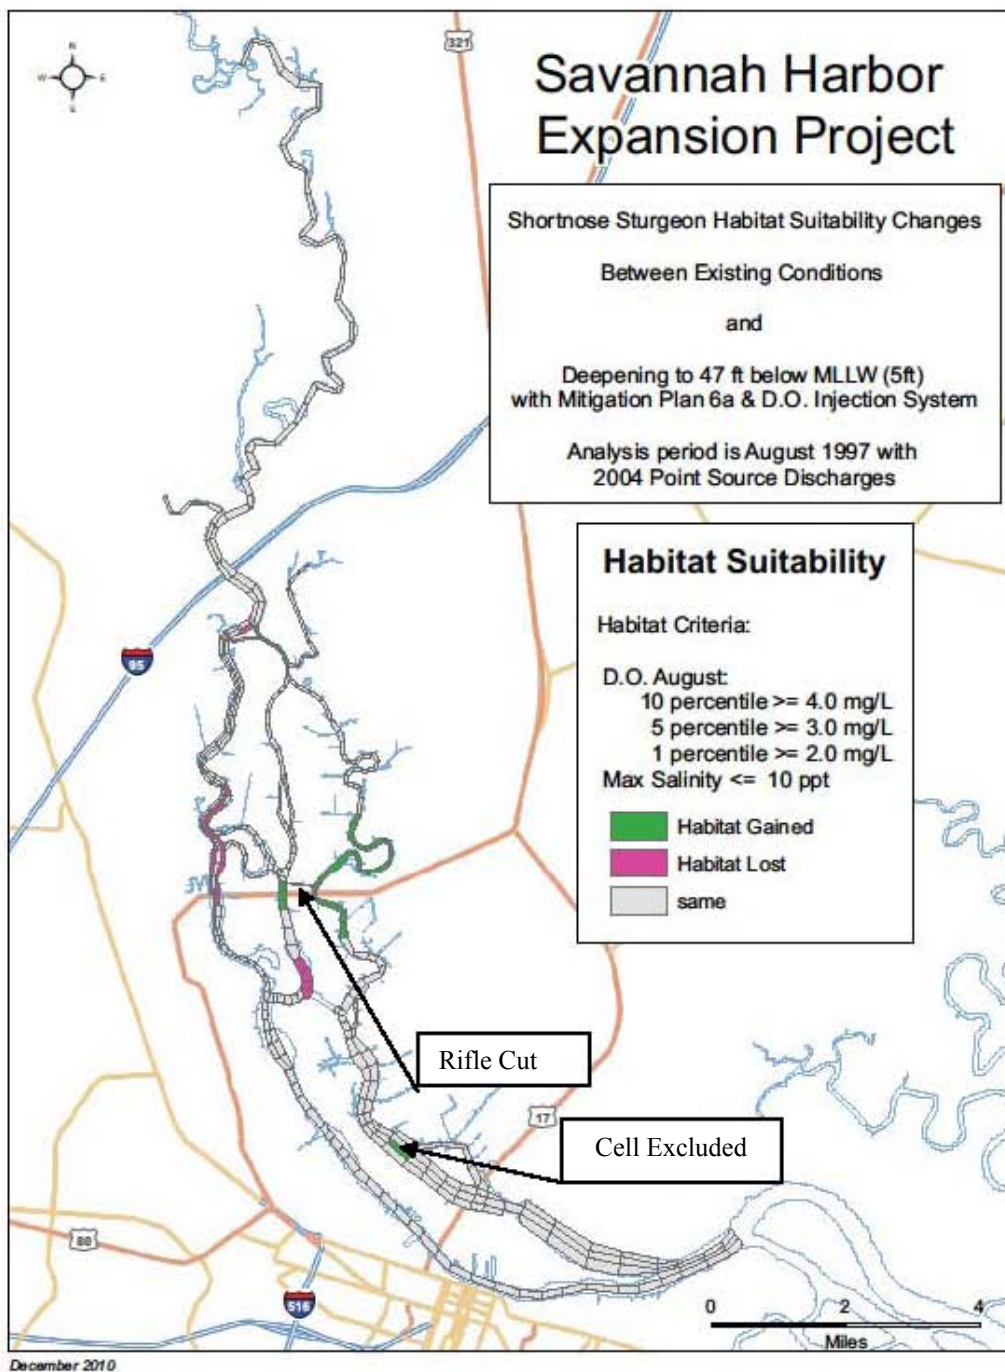 N
W E
S
321
Savannah Harbor
Expansion Project
Shortnose Sturgeon Habitat Suitability Changes
Between Existing Conditions
and
Deepening to 47 ft below MLLW (5ft)
with Mitigation Plan 6a & D.O. Injection System
Analysis period is August 1997 with
2004 Point Source Discharges
Habitat Suitability
Habitat Criteria:
D.O. August:
10 percentile >= 4.0 mg/L
5 percentile >= 3.0 mg/L
1 percentile >= 2.0 mg/L
Max Salinity <= 10 ppt
Habitat Gained
Habitat Lost
same
95
Rifle Cut
17
Cell Excluded
80
516
0 2 4
Miles
December 2010